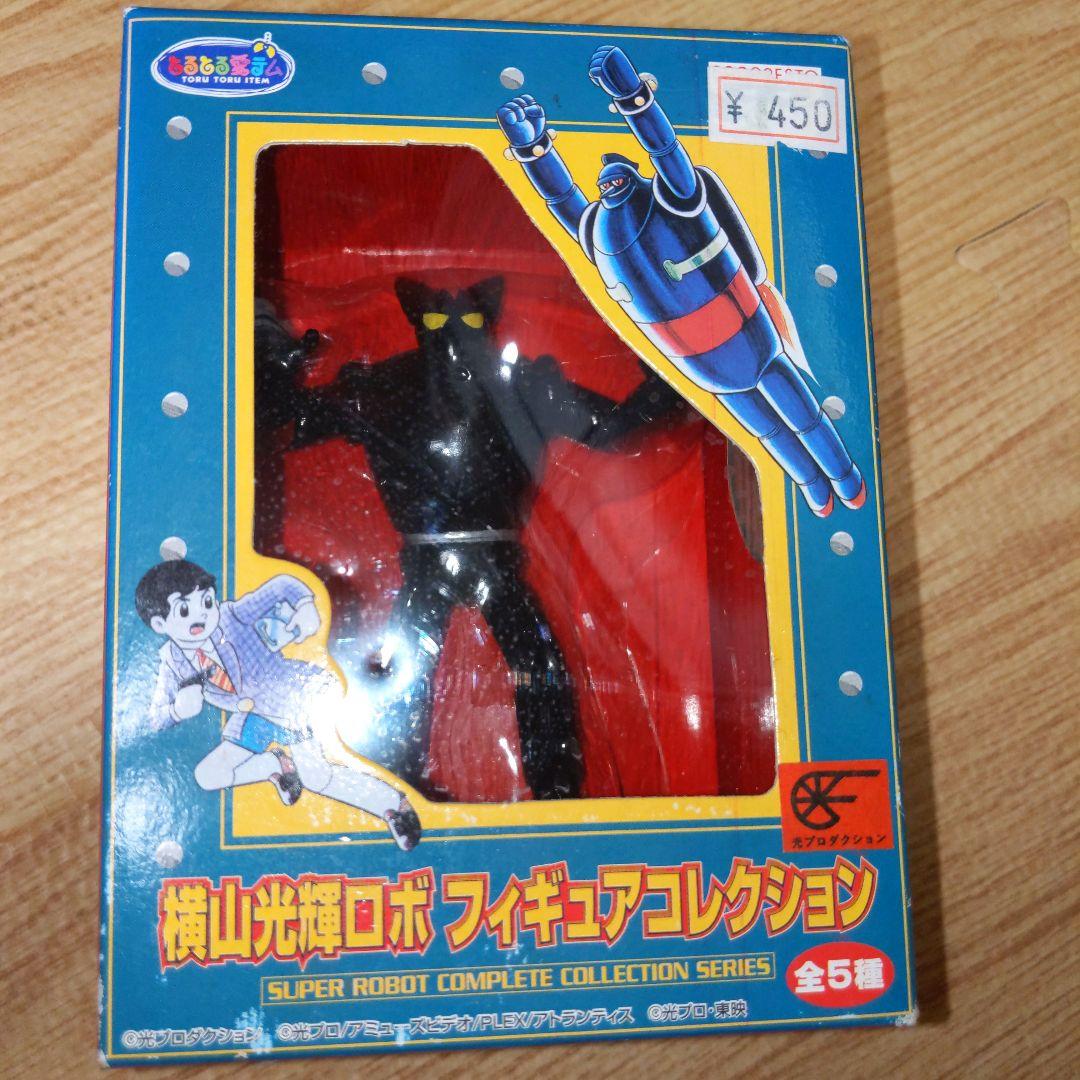 とるとる愛テム
TORU TORU ITEM
¥ 450
光プロダクション
横山光輝ロボ フィギュアコレクション
SUPER ROBOT COMPLETE COLLECTION SERIES
全5種
©光プロダクション ©光プロ/アミューズビデオ/PLEX/アトランティス ©光プロ・東映